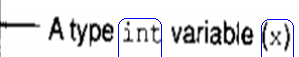 A type int variable (x)